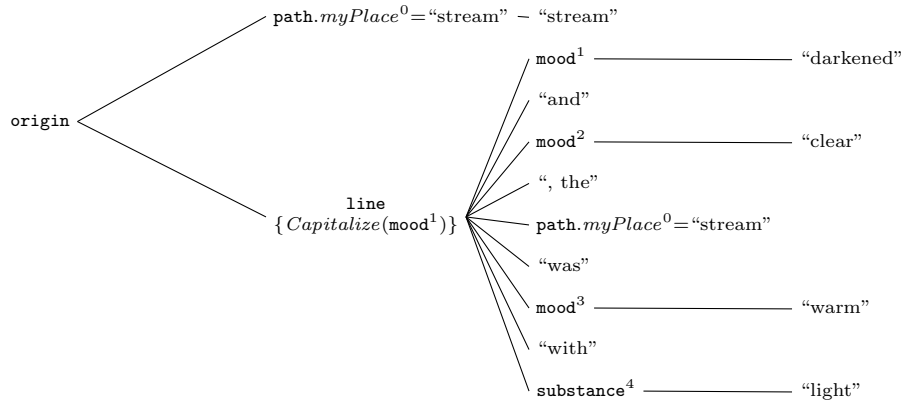 path.myPlace⁰=“stream” “stream”
mood¹ “darkened”
“and”
origin
mood² “clear”
“, the”
line
{Capitalize(mood¹)}
path.myPlace⁰=“stream”
“was”
mood³ “warm”
“with”
substance⁴ “light”